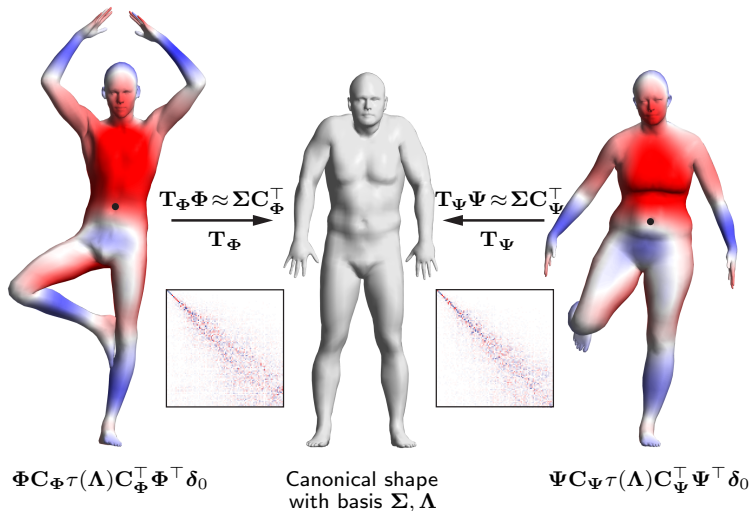 T_Φ Φ ≈ Σ C_Φ^⊤
T_Φ
T_Ψ Ψ ≈ Σ C_Ψ^⊤
T_Ψ
Φ C_Φ τ(Λ) C_Φ^⊤ Φ^⊤ δ_0
Canonical shape
with basis Σ, Λ
Ψ C_Ψ τ(Λ) C_Ψ^⊤ Ψ^⊤ δ_0